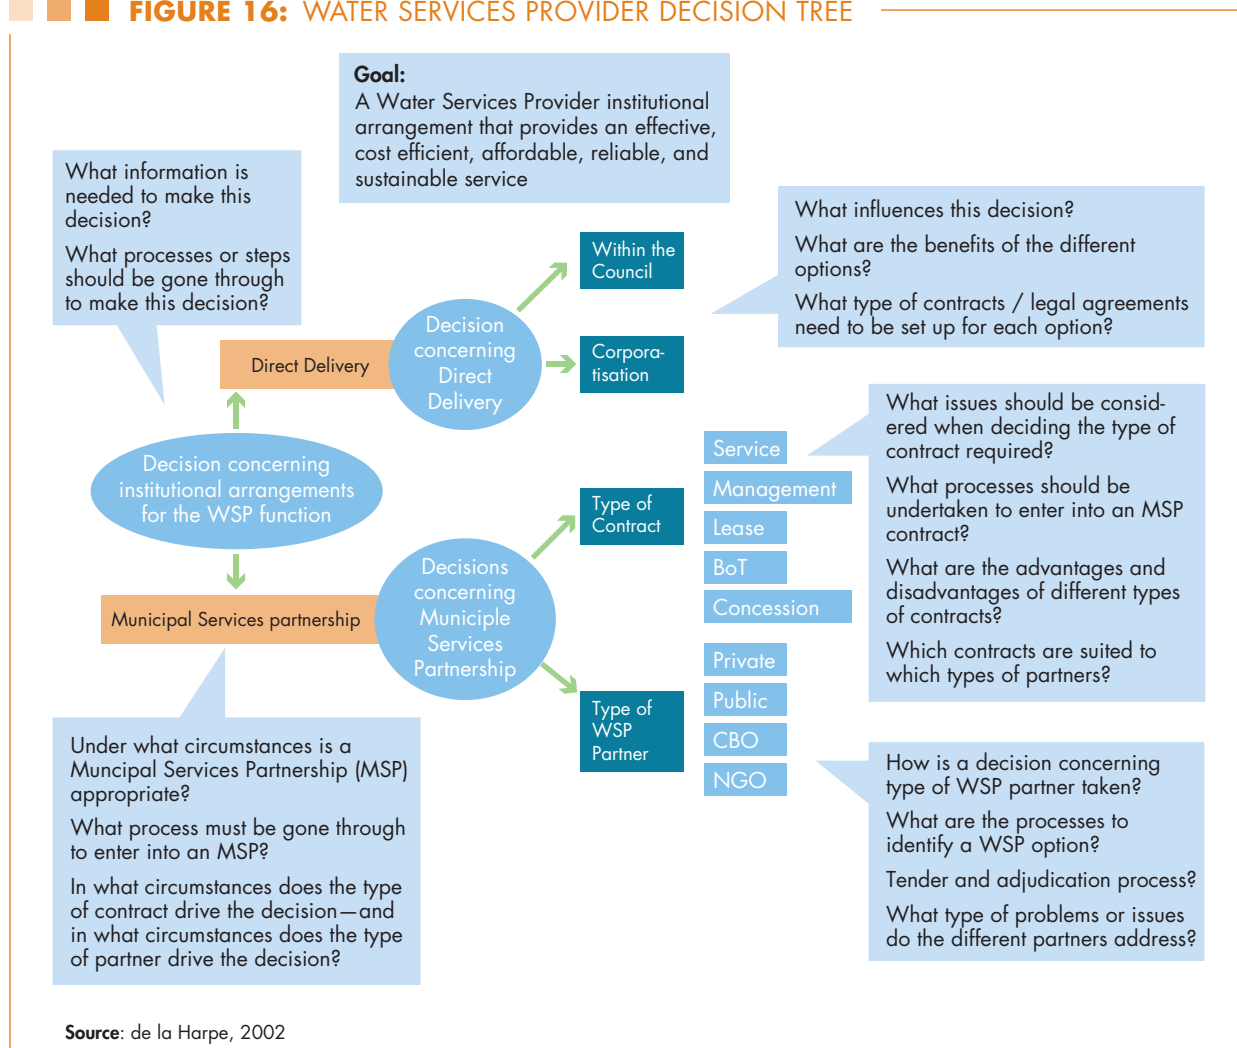 FIGURE 16: WATER SERVICES PROVIDER DECISION TREE
Goal:
A Water Services Provider institutional
arrangement that provides an effective,
cost efficient, affordable, reliable, and
sustainable service
What information is
needed to make this
decision?
What processes or steps
should be gone through
to make this decision?
What influences this decision?
What are the benefits of the different
options?
What type of contracts / legal agreements
need to be set up for each option?
Within the
Council
Decision
concerning
Direct
Delivery
Direct Delivery
Corpora-
tisation
Decision concerning
institutional arrangements
for the WSP function
What issues should be consid-
ered when deciding the type of
contract required?
What processes should be
undertaken to enter into an MSP
contract?
What are the advantages and
disadvantages of different types
of contracts?
Which contracts are suited to
which types of partners?
Service
Management
Lease
BoT
Concession
Type of
Contract
Decisions
concerning
Municiple
Services
Partnership
Municipal Services partnership
Private
Public
CBO
NGO
Type of
WSP
Partner
Under what circumstances is a
Muncipal Services Partnership (MSP)
appropriate?
What process must be gone through
to enter into an MSP?
In what circumstances does the type
of contract drive the decision—and
in what circumstances does the type
of partner drive the decision?
How is a decision concerning
type of WSP partner taken?
What are the processes to
identify a WSP option?
Tender and adjudication process?
What type of problems or issues
do the different partners address?
Source: de la Harpe, 2002